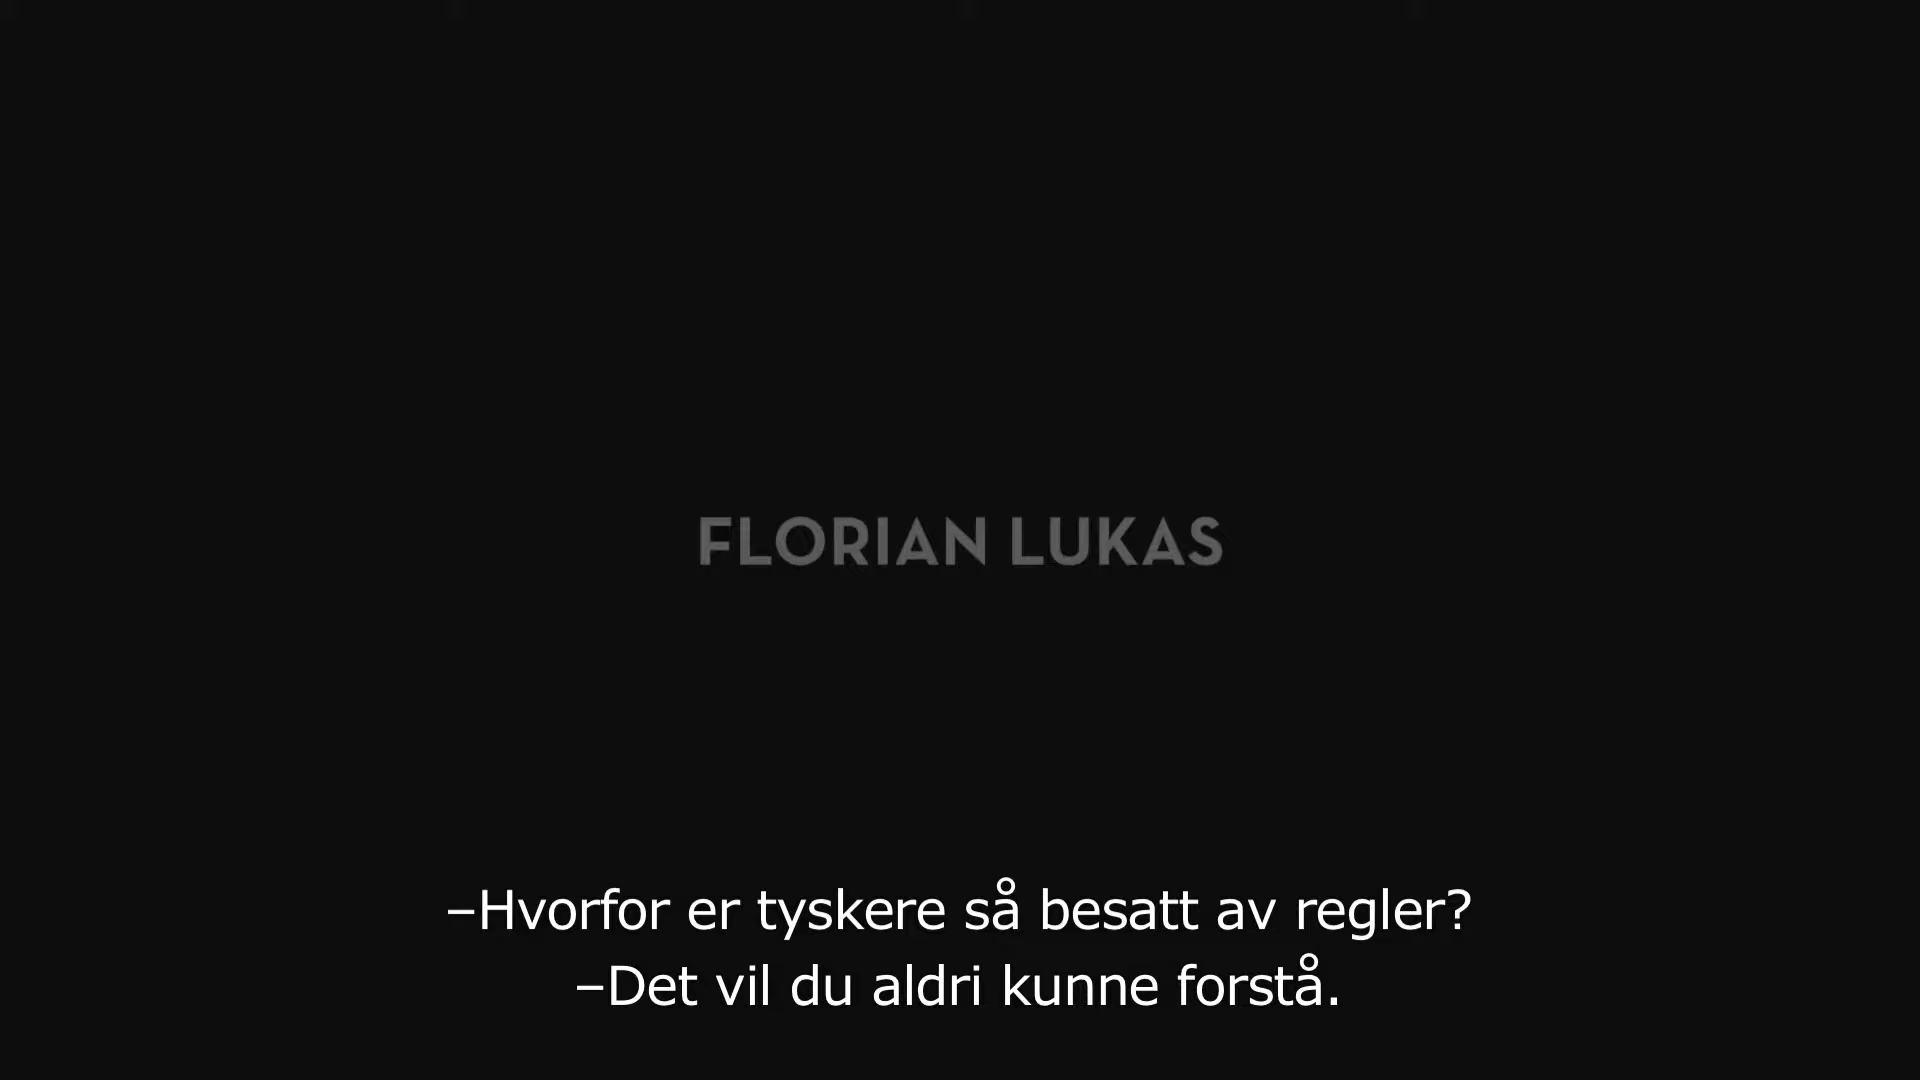 FLORIAN LUKAS
–Hvorfor er tyskere så besatt av regler?
–Det vil du aldri kunne forstå.